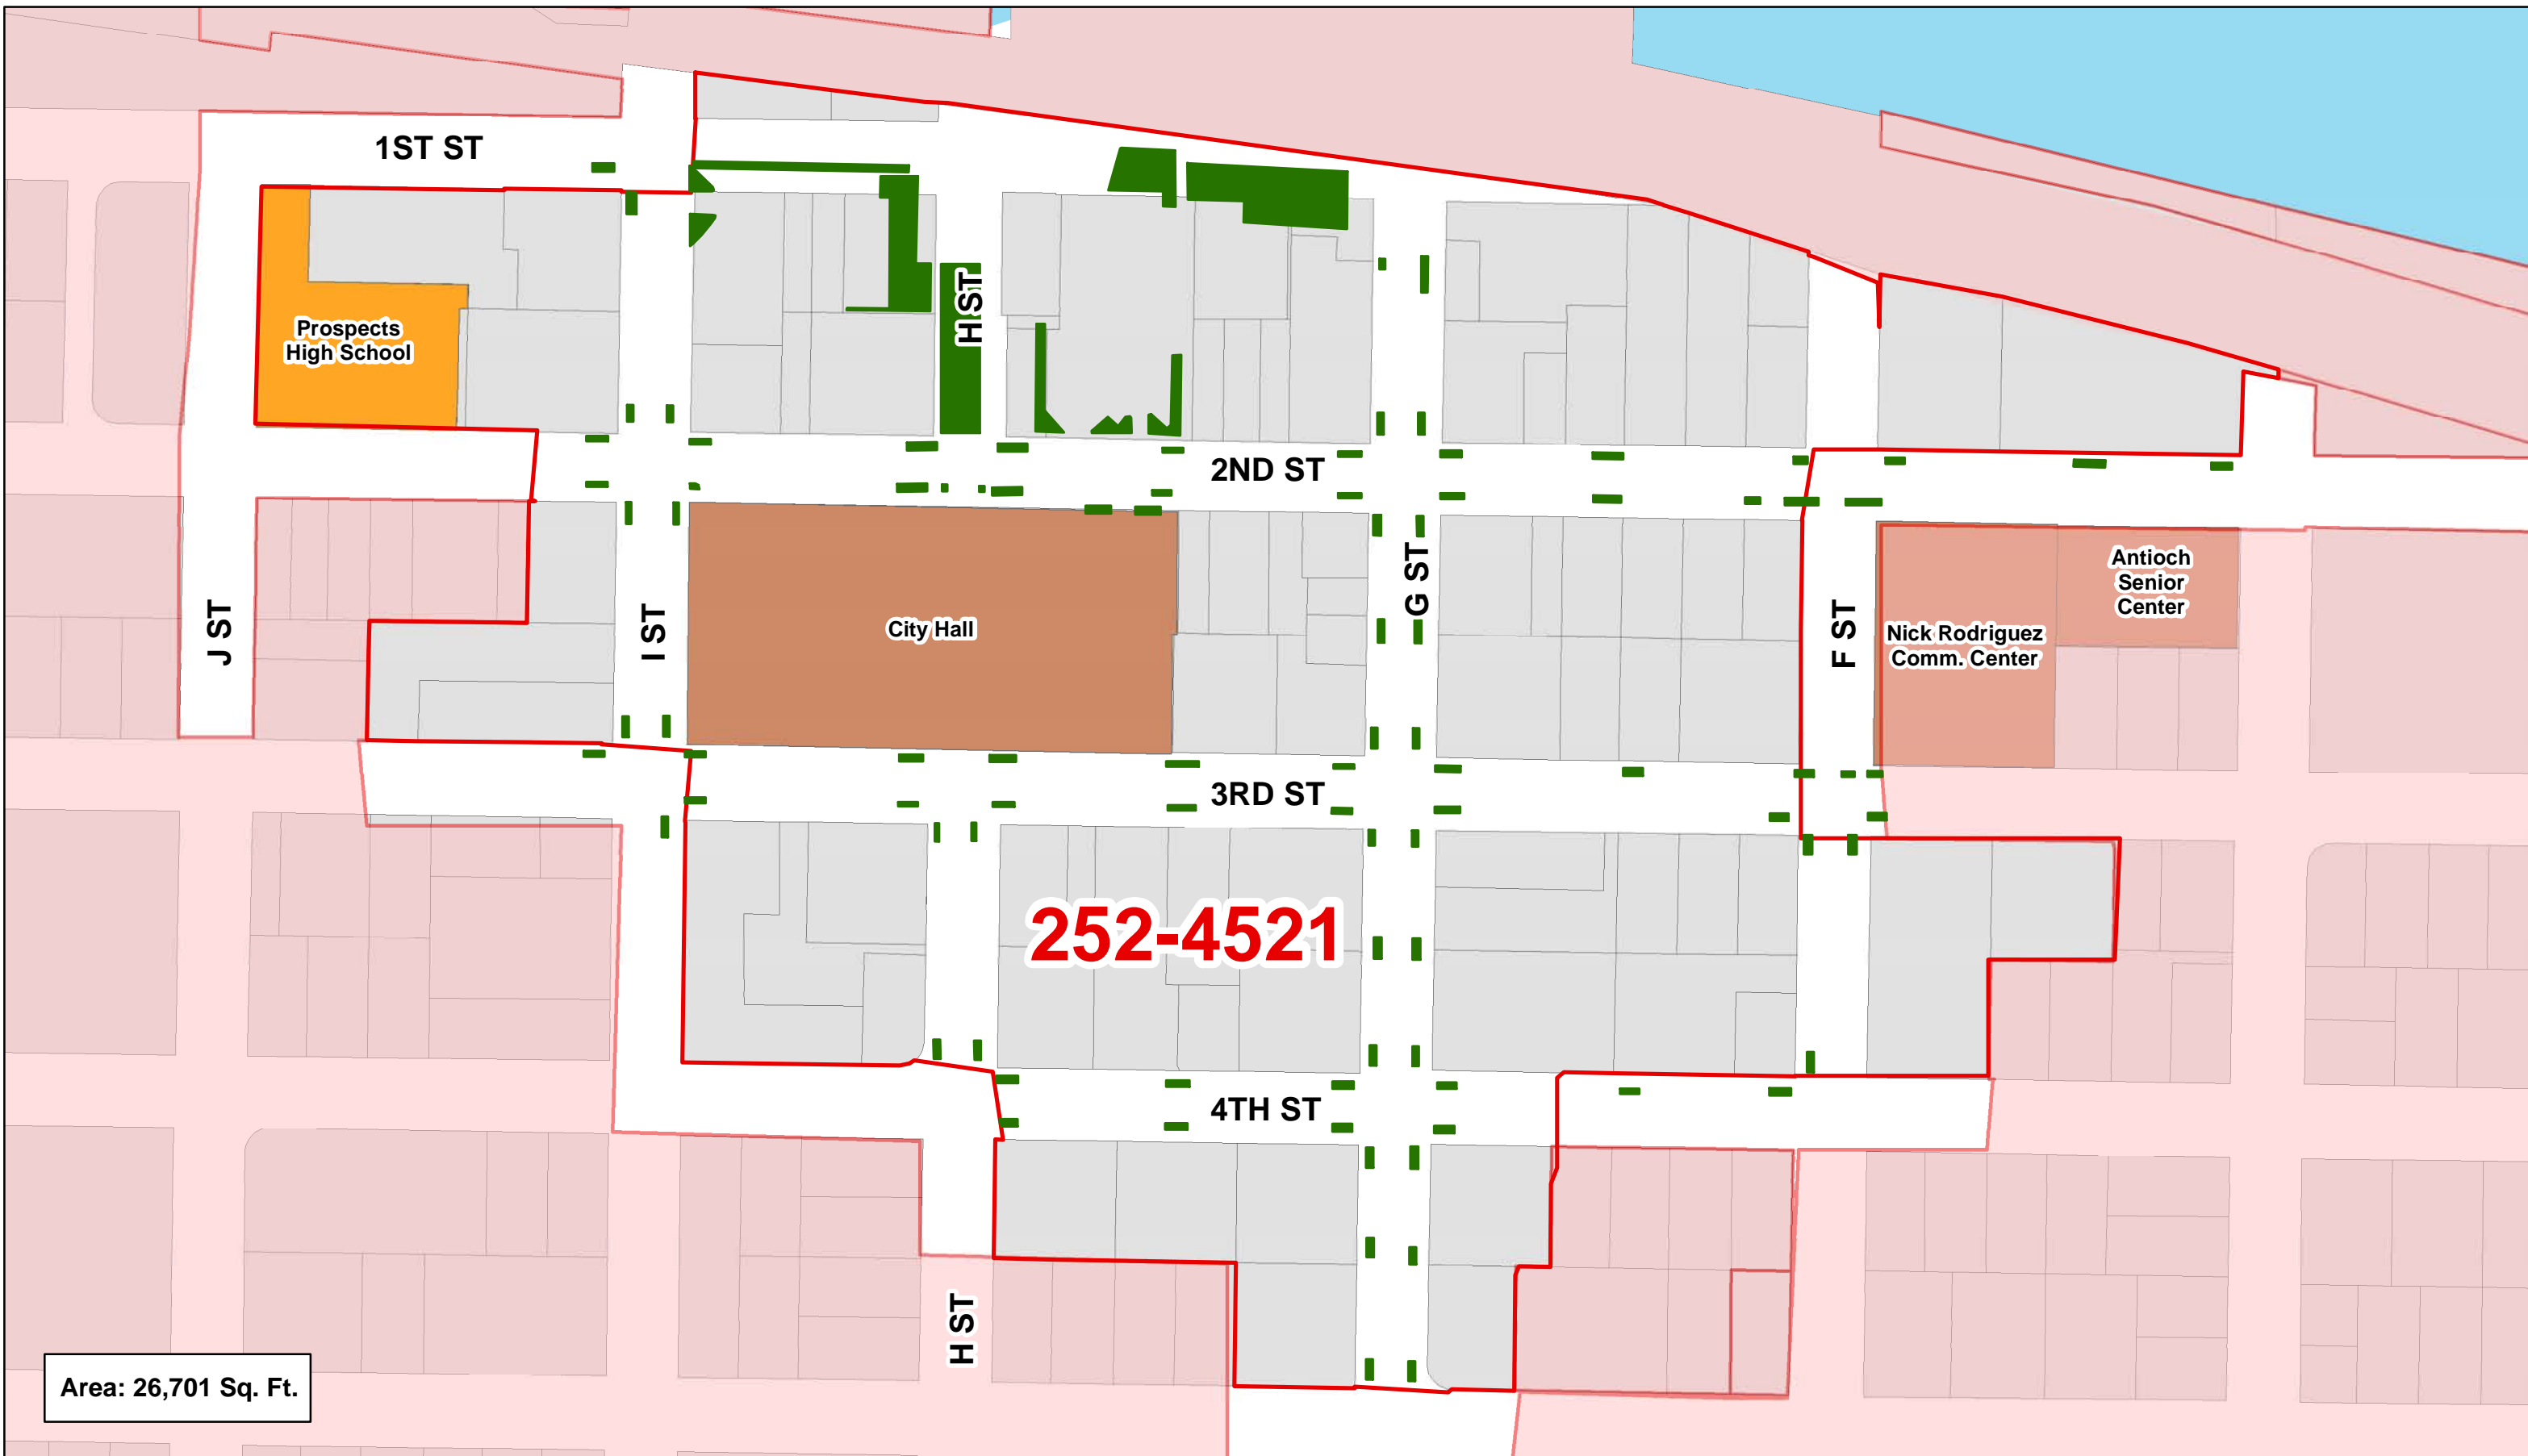 1ST ST
H ST
Prospects
High School
2ND ST
G ST
Antioch
Senior
Center
J ST
I ST
City Hall
F ST
Nick Rodriguez
Comm. Center
3RD ST
252-4521
4TH ST
H ST
Area: 26,701 Sq. Ft.